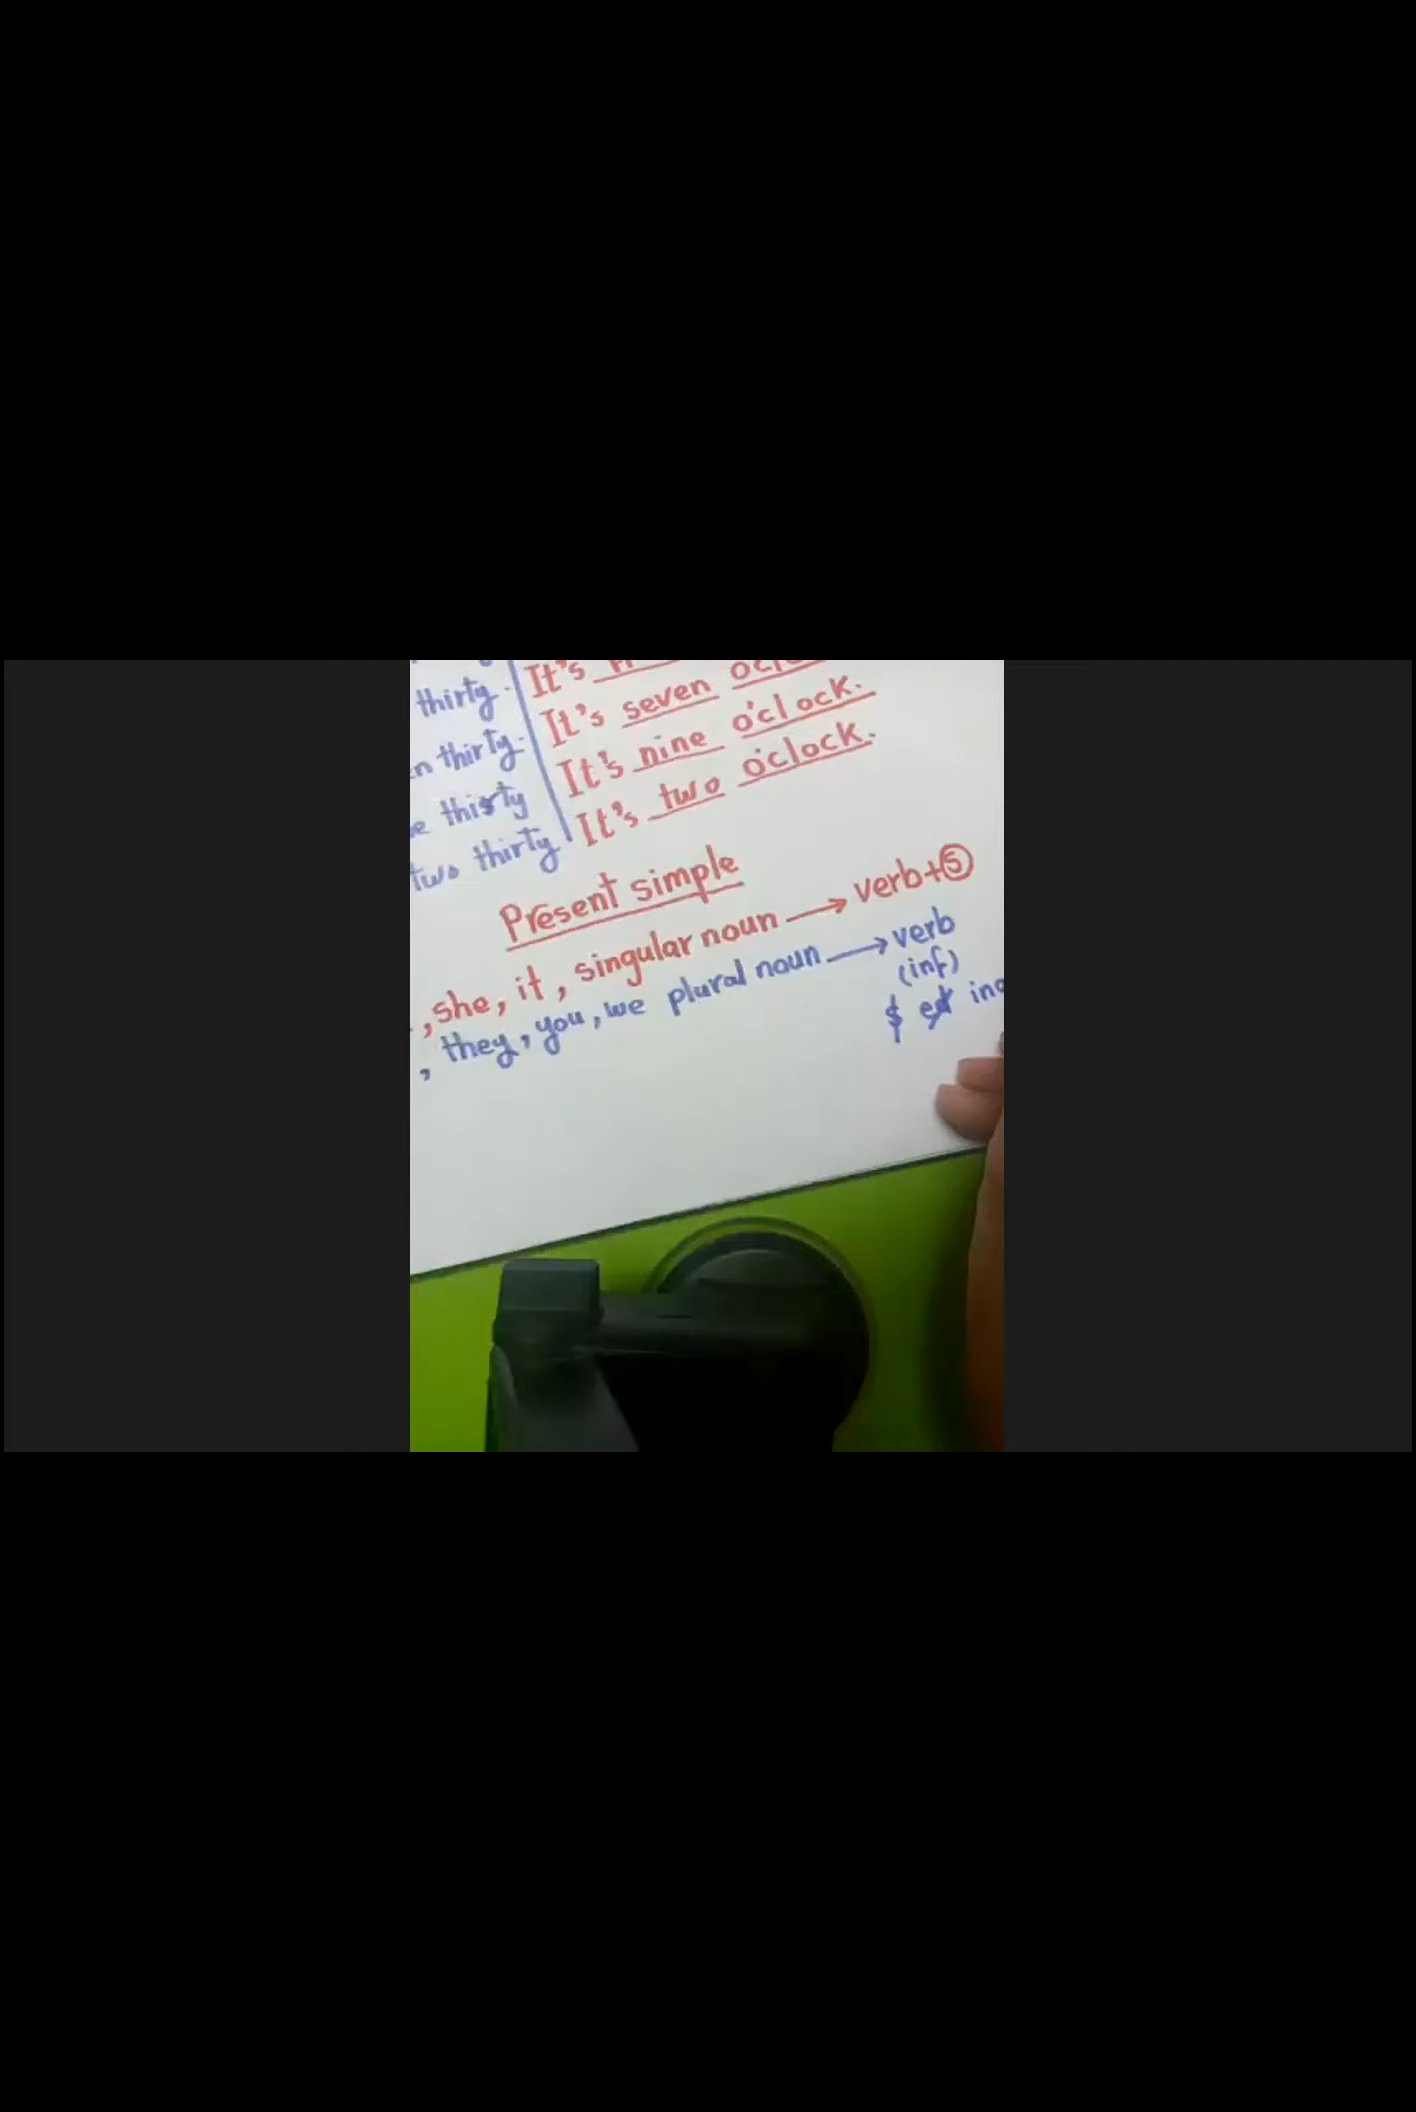 thirty.
thirty.
thirty
two thirty
It's
It's seven
It's nine o'clock.
It's two o'clock.
Present simple
, she, it, singular noun → verb+s
, they, you, we plural noun → verb
(inf)
s ed